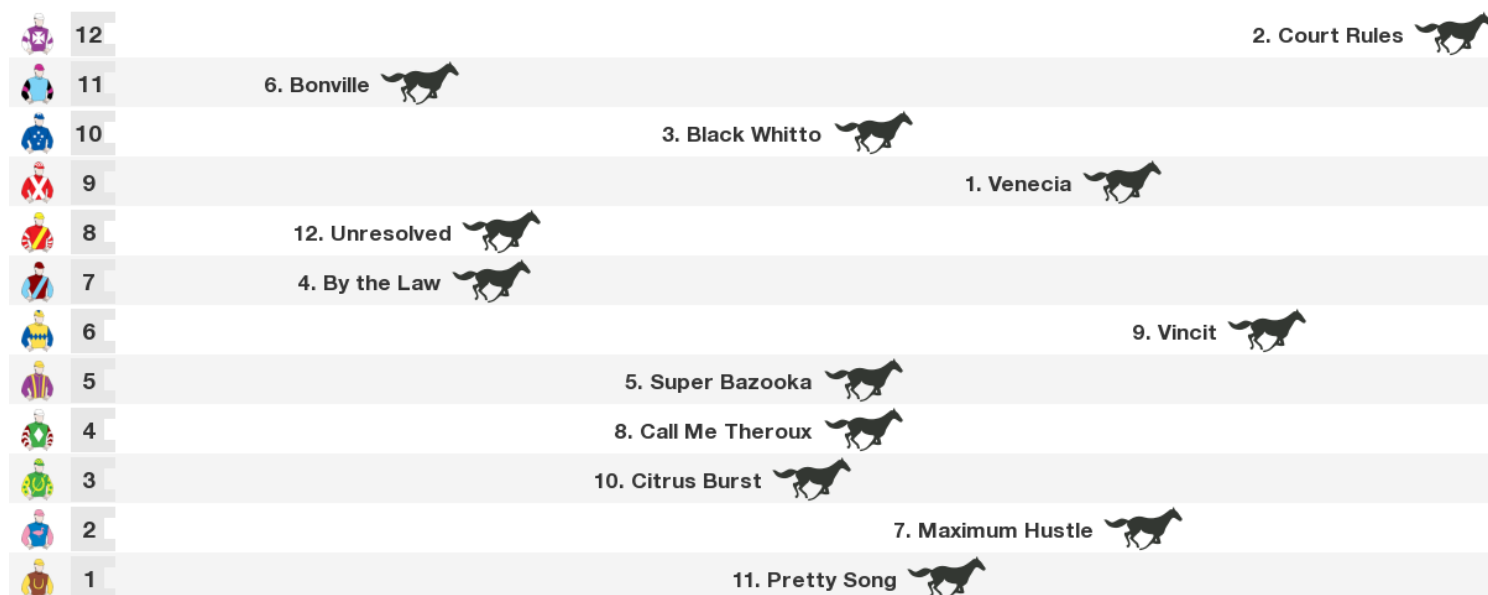 12 2. Court Rules
11 6. Bonville
10 3. Black Whitto
9 1. Venecia
8 12. Unresolved
7 4. By the Law
6 9. Vincit
5 5. Super Bazooka
4 8. Call Me Theroux
3 10. Citrus Burst
2 7. Maximum Hustle
1 11. Pretty Song